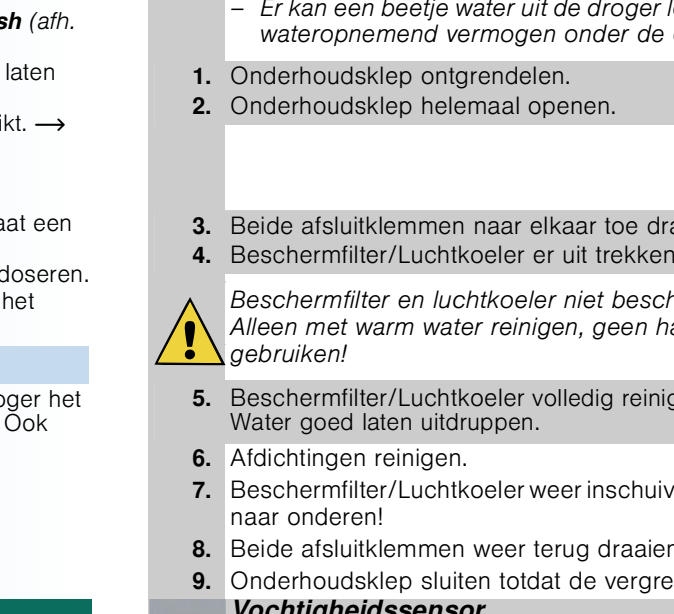 sh (afh.
laten
ikt. →
aat een
doseren.
het
oger het
Ook
– Er kan een beetje water uit de droger
wateropnemend vermogen onder de
1. Onderhoudsklep ontgrendelen.
2. Onderhoudsklep helemaal openen.
3. Beide afsluitklemmen naar elkaar toe dra
4. Beschermfilter/Luchtkoeler er uit trekken
Beschermfilter en luchtkoeler niet besch
Alleen met warm water reinigen, geen ha
gebruiken!
5. Beschermfilter/Luchtkoeler volledig reinig
Water goed laten uitdruppen.
6. Afdichtingen reinigen.
7. Beschermfilter/Luchtkoeler weer inschuiv
naar onderen!
8. Beide afsluitklemmen weer terug draaien
9. Onderhoudsklep sluiten totdat de vergre
Vochtigheidssensor